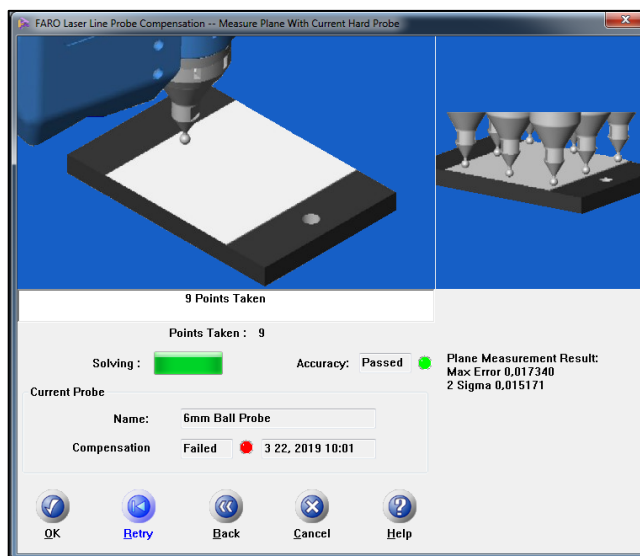 FARO Laser Line Probe Compensation -- Measure Plane With Current Hard Probe
9 Points Taken
Points Taken : 9
Solving :
Accuracy: Passed
Plane Measurement Result:
Max Error 0,017340
2 Sigma 0,015171
Current Probe
Name: 6mm Ball Probe
Compensation Failed 3 22, 2019 10:01
OK Retry Back Cancel Help